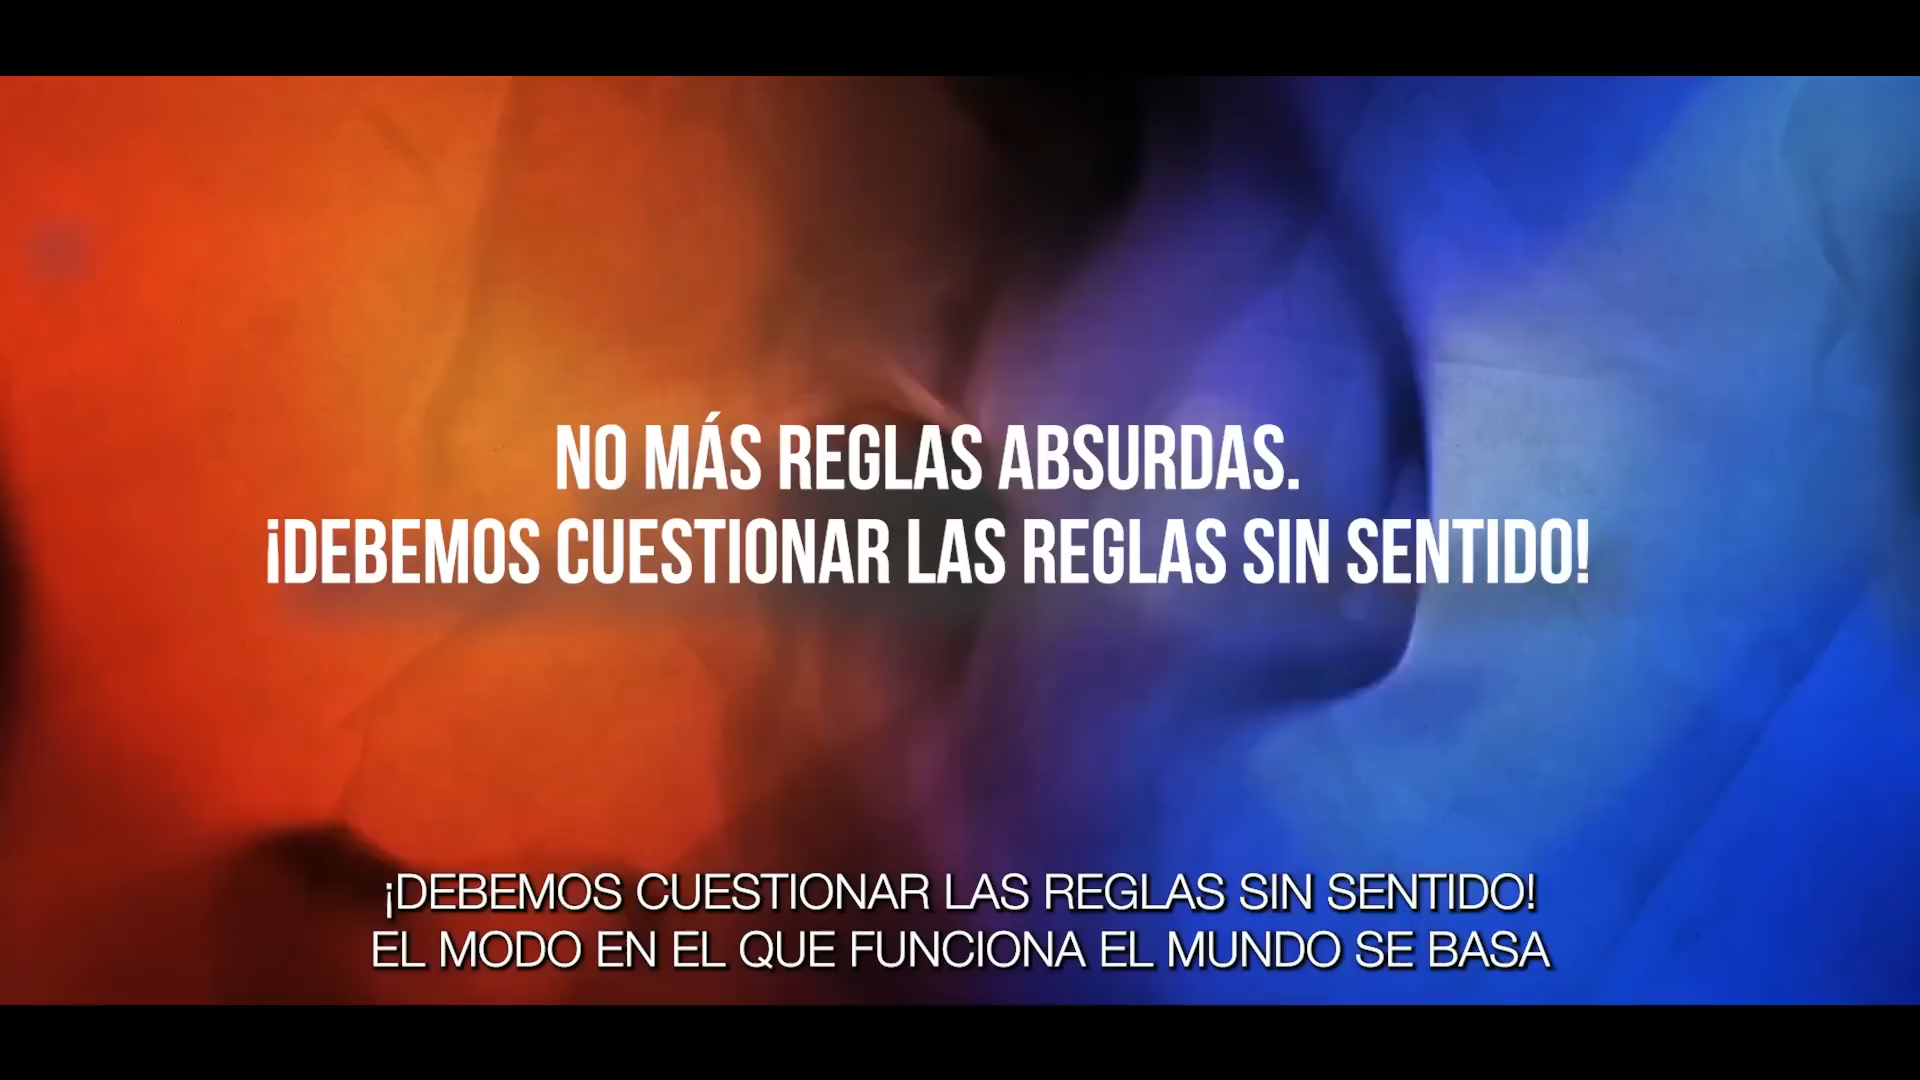 NO MÁS REGLAS ABSURDAS.
¡DEBEMOS CUESTIONAR LAS REGLAS SIN SENTIDO!
¡DEBEMOS CUESTIONAR LAS REGLAS SIN SENTIDO!
EL MODO EN EL QUE FUNCIONA EL MUNDO SE BASA